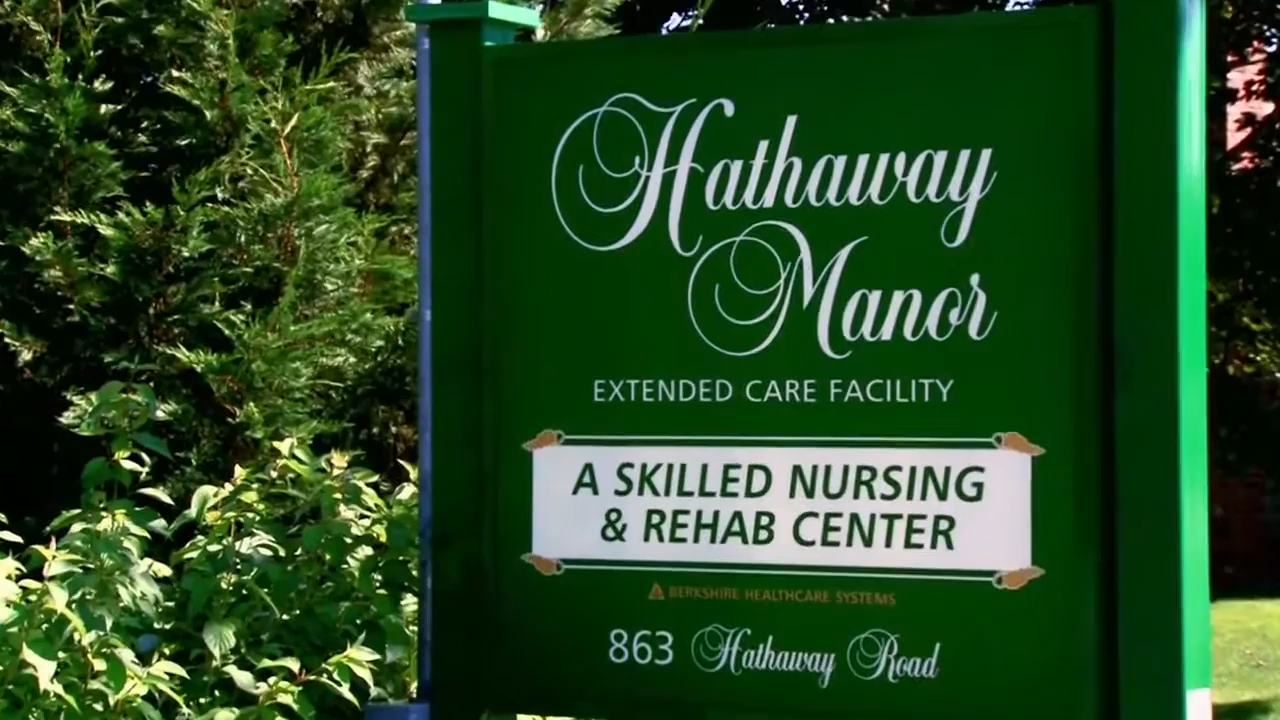 Hathaway
Manor
EXTENDED CARE FACILITY
A SKILLED NURSING
& REHAB CENTER
BERKSHIRE HEALTHCARE SYSTEMS
863 Hathaway Road